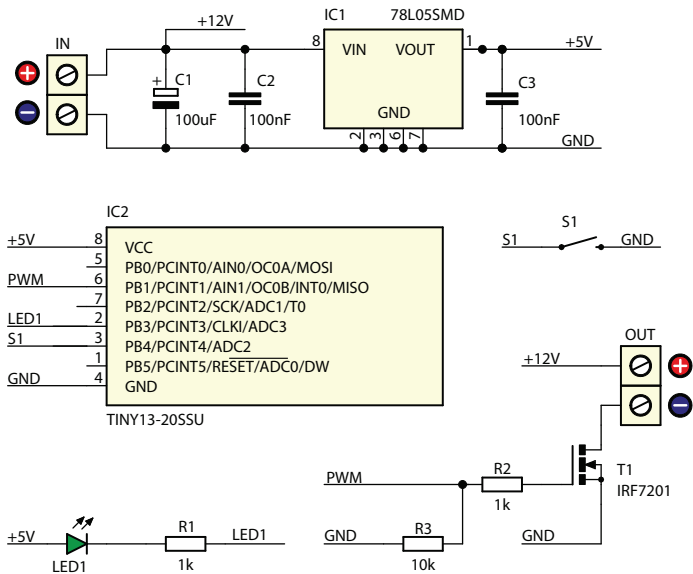 +12V
IN
IC1 78L05SMD
8 VIN VOUT 1 +5V
+ C1 C2 C3
100uF 100nF GND 100nF
2 3 6 7 GND
IC2
+5V 8 VCC
5 PB0/PCINT0/AIN0/OC0A/MOSI
PWM 6 PB1/PCINT1/AIN1/OC0B/INT0/MISO
7 PB2/PCINT2/SCK/ADC1/T0
LED1 2 PB3/PCINT3/CLKI/ADC3
S1 3 PB4/PCINT4/ADC2
1 PB5/PCINT5/RESET/ADC0/DW
GND 4 GND
TINY13-20SSU
S1
S1 GND
OUT
+12V
PWM R2 T1
1k IRF7201
GND R3 GND
10k
+5V R1 LED1
LED1 1k